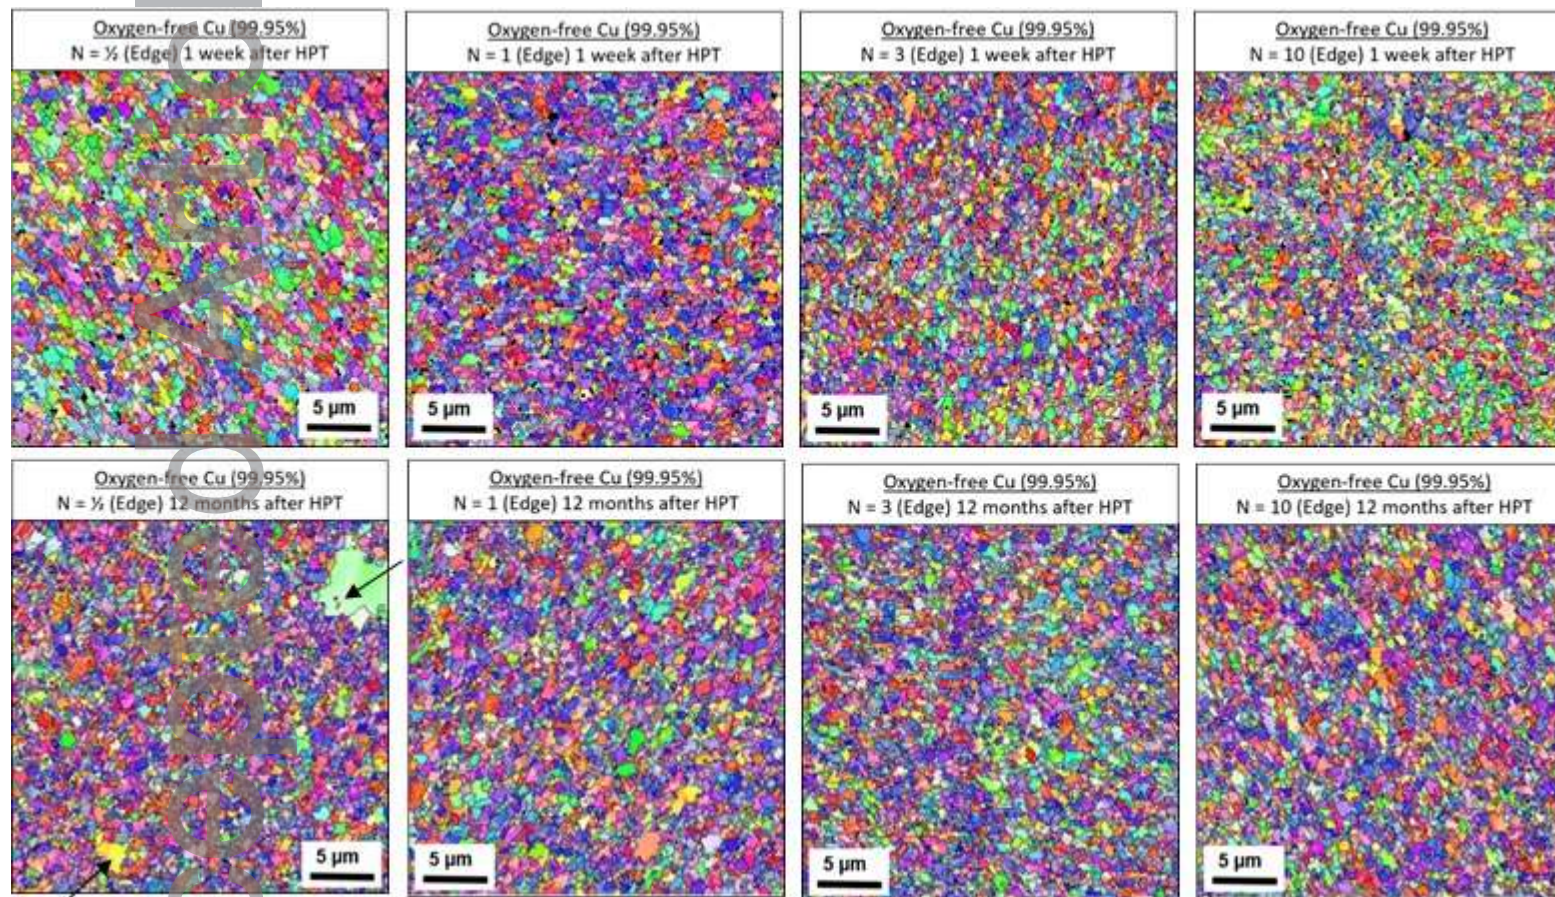 Oxygen-free Cu (99.95%)
N = ½ (Edge) 1 week after HPT
Oxygen-free Cu (99.95%)
N = 1 (Edge) 1 week after HPT
Oxygen-free Cu (99.95%)
N = 3 (Edge) 1 week after HPT
Oxygen-free Cu (99.95%)
N = 10 (Edge) 1 week after HPT
5 µm
5 µm
5 µm
5 µm
Oxygen-free Cu (99.95%)
N = ½ (Edge) 12 months after HPT
Oxygen-free Cu (99.95%)
N = 1 (Edge) 12 months after HPT
Oxygen-free Cu (99.95%)
N = 3 (Edge) 12 months after HPT
Oxygen-free Cu (99.95%)
N = 10 (Edge) 12 months after HPT
5 µm
5 µm
5 µm
5 µm